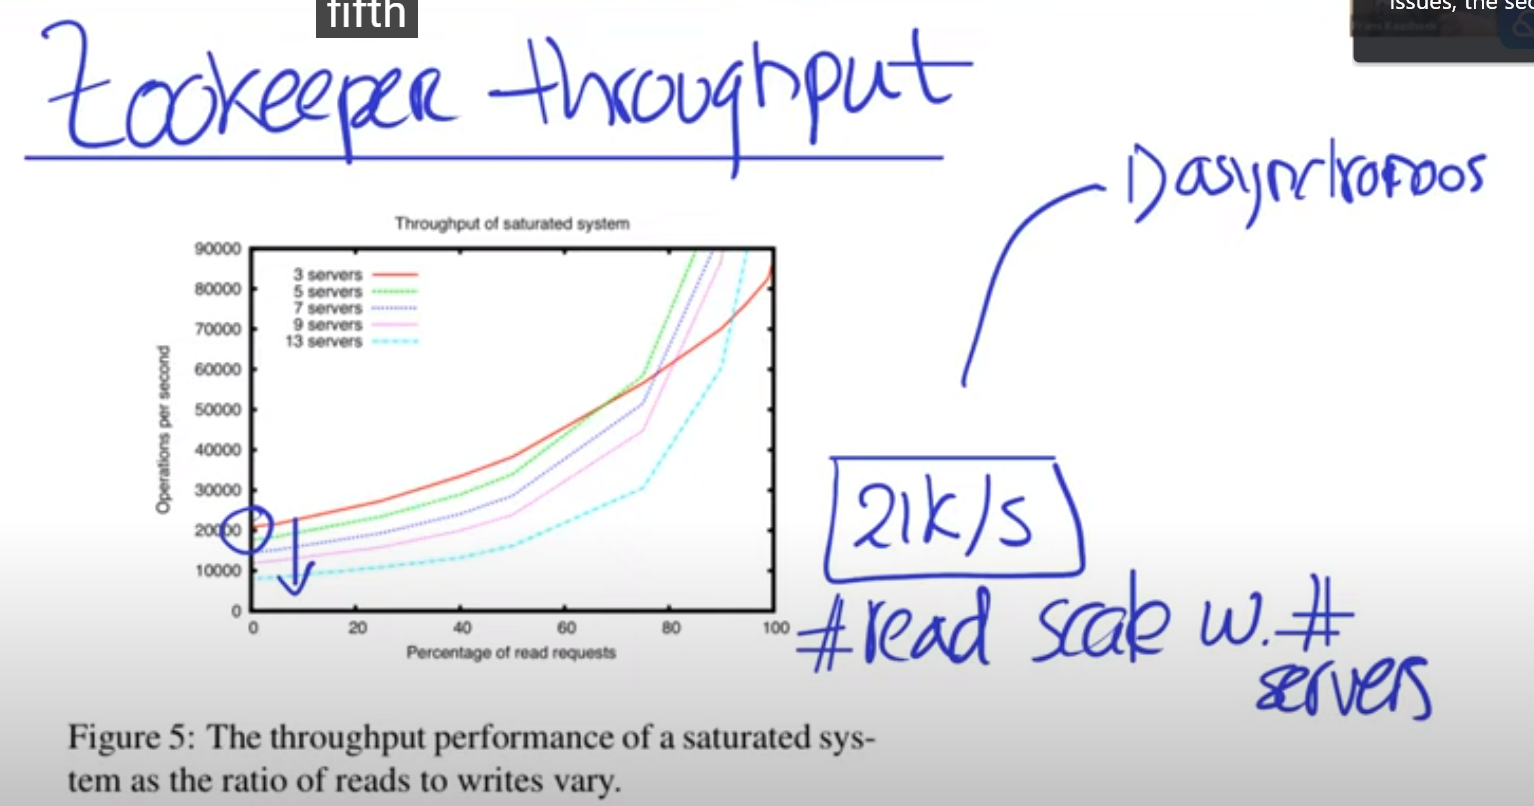 fifth
issues, the sec
Zookeeper throughput
1) asynchronous
Throughput of saturated system
90000
80000
70000
60000
50000
40000
30000
20000
10000
0
Operations per second
3 servers
5 servers
7 servers
9 servers
13 servers
0 20 40 60 80 100
Percentage of read requests
21k/s
#read scale w. #
servers
Figure 5: The throughput performance of a saturated sys-
tem as the ratio of reads to writes vary.